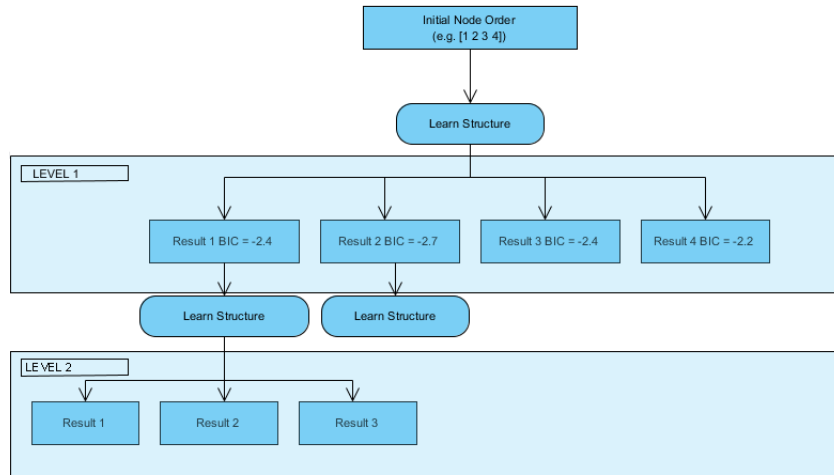 Initial Node Order
(e.g. [1 2 3 4])
Learn Structure
LEVEL 1
Result 1 BIC = -2.4
Result 2 BIC = -2.7
Result 3 BIC = -2.4
Result 4 BIC = -2.2
Learn Structure
Learn Structure
LEVEL 2
Result 1
Result 2
Result 3